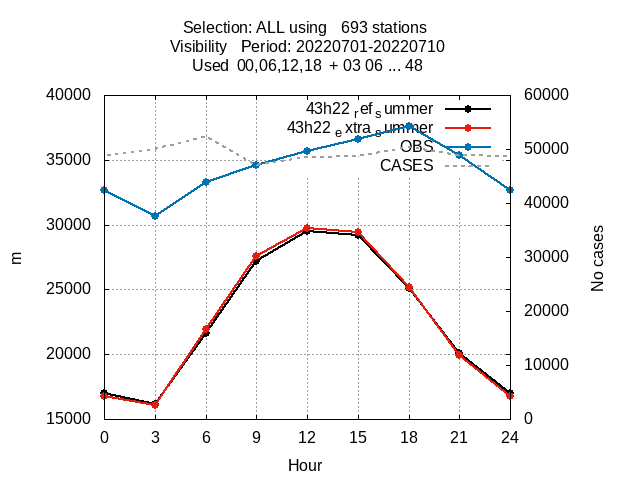 Selection: ALL using   693 stations
Visibility   Period: 20220701-20220710
Used  00,06,12,18  + 03 06 ... 48
40000
35000
30000
25000
20000
15000
m
60000
50000
40000
30000
20000
10000
0
No cases
43h22 ref summer
43h22 extra summer
OBS
CASES
0 3 6 9 12 15 18 21 24
Hour